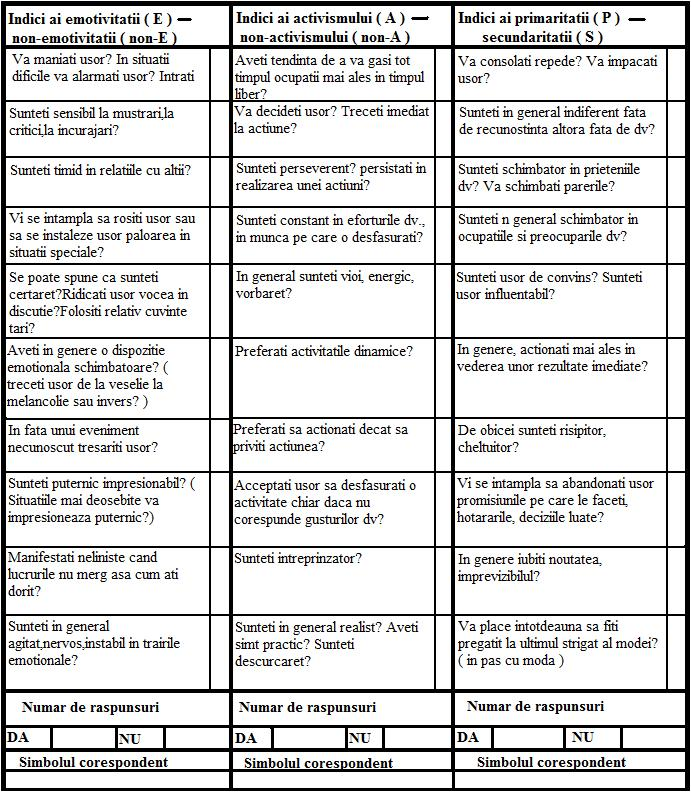 Indici ai emotivitatii ( E ) —
non-emotivitatii ( non-E )
Indici ai activismului ( A ) —
non-activismului ( non-A )
Indici ai primaritatii ( P ) —
secundaritatii ( S )
Va maniati usor? In situatii
dificile va alarmati usor? Intrati
Aveti tendinta de a va gasi tot
timpul ocupatii mai ales in timpul
liber?
Va consolati repede? Va impacati
usor?
Sunteti sensibil la mustrari,la
critici,la incurajari?
Va decideti usor? Treceti imediat
la actiune?
Sunteti in general indiferent fata
de recunostinta altora fata de dv?
Sunteti timid in relatiile cu altii?
Sunteti perseverent? persistati in
realizarea unei actiuni?
Sunteti schimbator in prieteniile
dv? Va schimbati parerile?
Vi se intampla sa rositi usor sau
sa se instaleze usor paloarea in
situatii speciale?
Sunteti constant in eforturile dv.,
in munca pe care o desfasurati?
Sunteti n general schimbator in
ocupatiile si preocuparile dv?
Se poate spune ca sunteti
certaret?Ridicati usor vocea in
discutie?Folositi relativ cuvinte
tari?
In general sunteti vioi, energic,
vorbaret?
Sunteti usor de convins? Sunteti
usor influentabil?
Aveti in genere o dispozitie
emotionala schimbatoare? (
treceti usor de la veselie la
melancolie sau invers? )
Preferati activitatile dinamice?
In genere, actionati mai ales in
vederea unor rezultate imediate?
In fata unui eveniment
necunoscut tresariti usor?
Preferati sa actionati decat sa
priviti actiunea?
De obicei sunteti risipitor,
cheltuitor?
Sunteti puternic impresionabil? (
Situatiile mai deosebite va
impresioneaza puternic?)
Acceptati usor sa desfasurati o
activitate chiar daca nu
corespunde gusturilor dv?
Vi se intampla sa abandonati usor
promisiunile pe care le faceti,
hotararile, deciziile luate?
Manifestati neliniste cand
lucrurile nu merg asa cum ati
dorit?
Sunteti intreprinzator?
In genere iubiti noutatea,
imprevizibilul?
Sunteti in general
agitat,nervos,instabil in trairile
emotionale?
Sunteti in general realist? Aveti
simt practic? Sunteti
descurcaret?
Va place intotdeauna sa fiti
pregatit la ultimul strigat al modei?
( in pas cu moda )
Numar de raspunsuri
Numar de raspunsuri
Numar de raspunsuri
DA NU DA NU DA NU
Simbolul corespondent
Simbolul corespondent
Simbolul corespondent